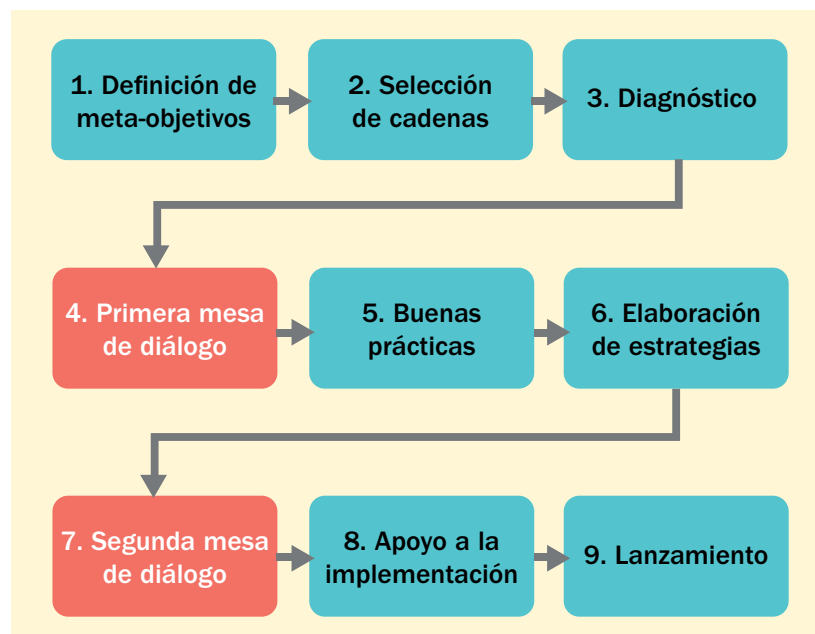 1. Definición de
meta-objetivos
2. Selección
de cadenas
3. Diagnóstico
4. Primera mesa
de diálogo
5. Buenas
prácticas
6. Elaboración
de estrategias
7. Segunda mesa
de diálogo
8. Apoyo a la
implementación
9. Lanzamiento